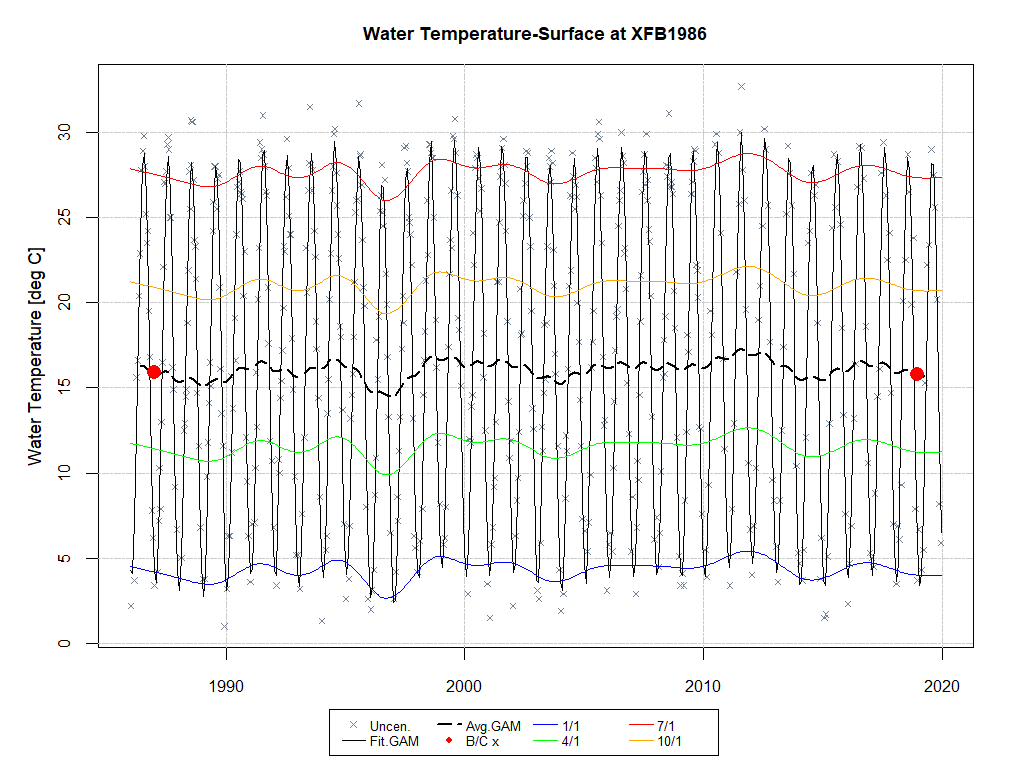 Water Temperature-Surface at XFB1986
Water Temperature [deg C]
30
25
20
15
10
5
0
1990 2000 2010 2020
Uncen. Avg.GAM 1/1 7/1
Fit.GAM B/C x 4/1 10/1